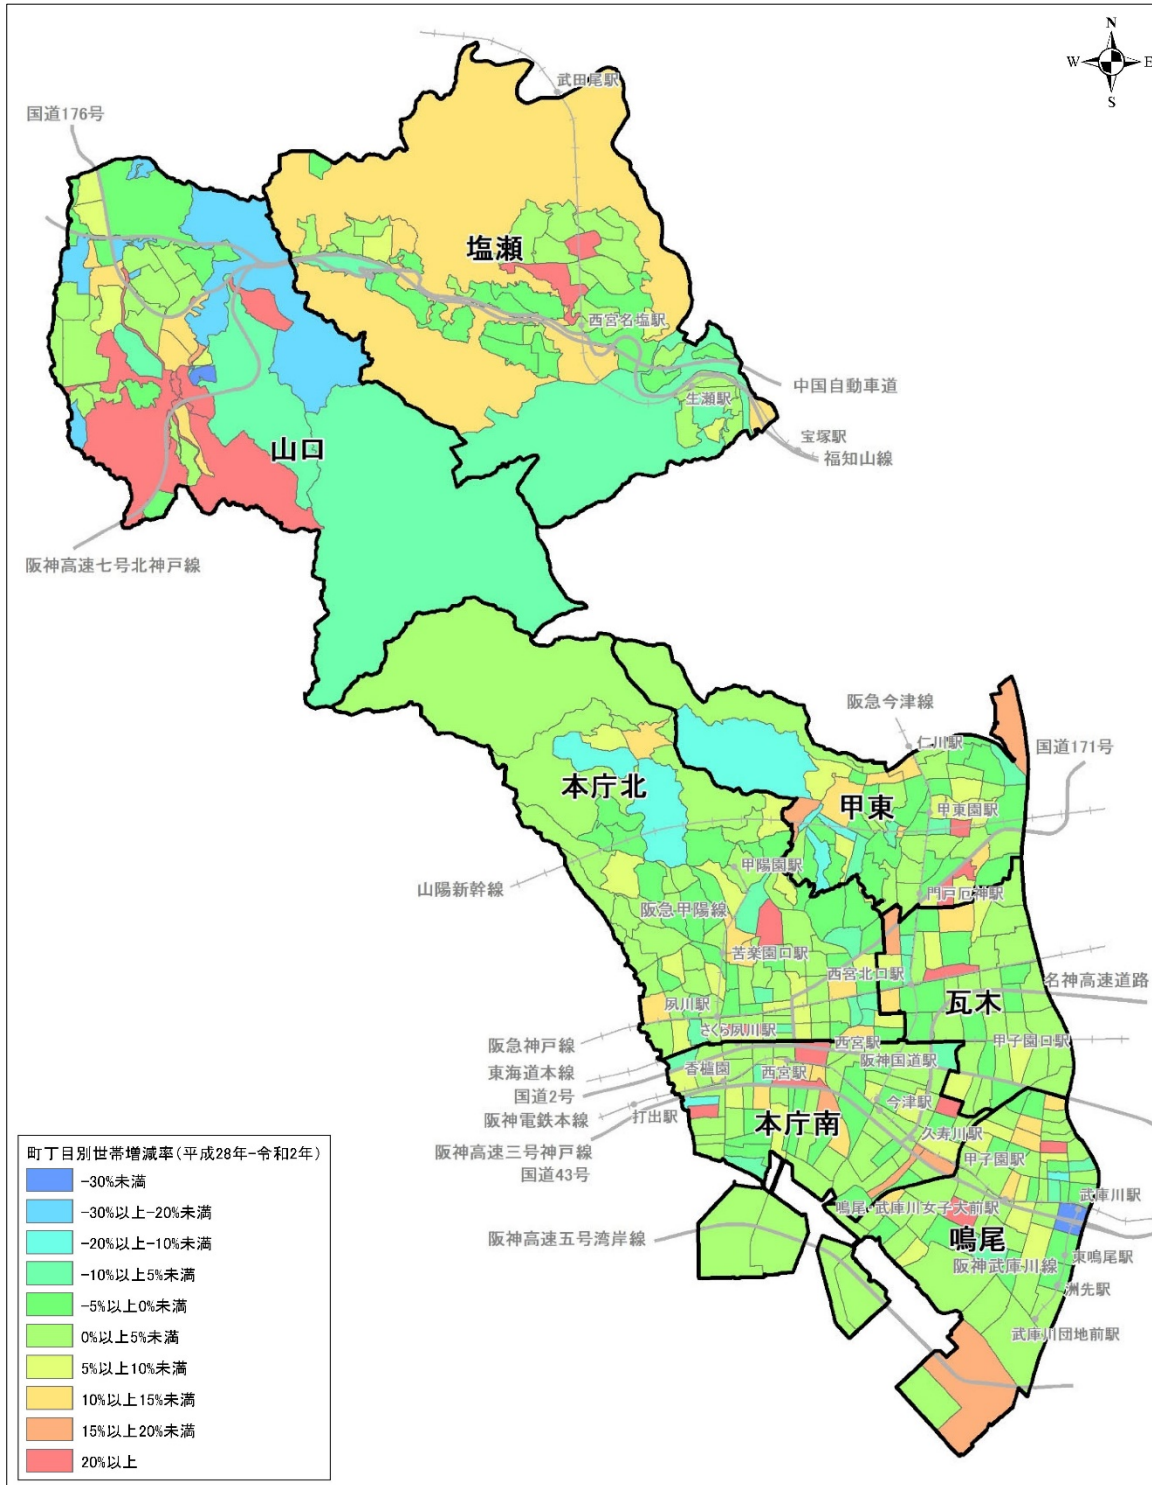 N
W
E
S
武田尾駅
国道176号
塩瀬
西宮名塩駅
中国自動車道
生瀬駅
宝塚駅
福知山線
山口
阪神高速七号北神戸線
阪急今津線
仁川駅
国道171号
本庁北
甲東
甲東園駅
甲陽園駅
山陽新幹線
門戸厄神駅
阪急甲陽線
苦楽園口駅
西宮北口駅
名神高速道路
瓦木
夙川駅
さくら夙川駅
西宮駅
甲子園口駅
阪急神戸線
阪神国道駅
東海道本線
香櫨園
西宮駅
国道2号
今津駅
阪神電鉄本線
打出駅
本庁南
久寿川駅
阪神高速三号神戸線
甲子園駅
国道43号
武庫川駅
鳴尾・武庫川女子大前駅
阪神高速五号湾岸線
鳴尾
東鳴尾駅
阪神武庫川線
洲先駅
武庫川団地前駅
町丁目別世帯増減率(平成28年-令和2年)
-30%未満
-30%以上-20%未満
-20%以上-10%未満
-10%以上5%未満
-5%以上0%未満
0%以上5%未満
5%以上10%未満
10%以上15%未満
15%以上20%未満
20%以上